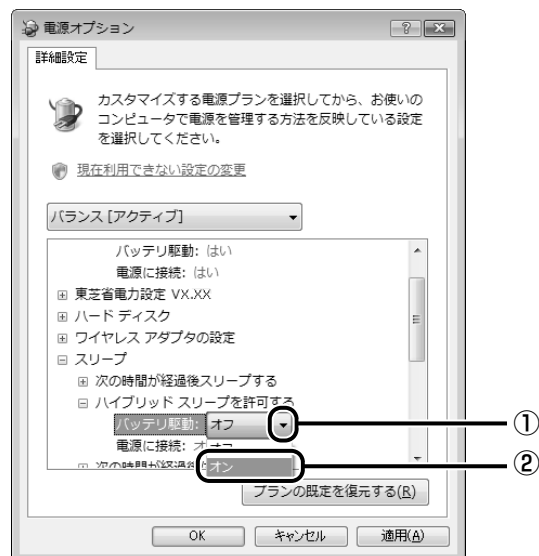 電源オプション
詳細設定
カスタマイズする電源プランを選択してから、お使いの
コンピュータで電源を管理する方法を反映している設定
を選択してください。
現在利用できない設定の変更
バランス [アクティブ]
バッテリ駆動: はい
電源に接続: はい
東芝省電力設定 VX.XX
ハード ディスク
ワイヤレス アダプタの設定
スリープ
次の時間が経過後スリープする
ハイブリッド スリープを許可する
バッテリ駆動: オフ
①
電源に接続:
オン
②
プランの既定を復元する(R)
OK キャンセル 適用(A)